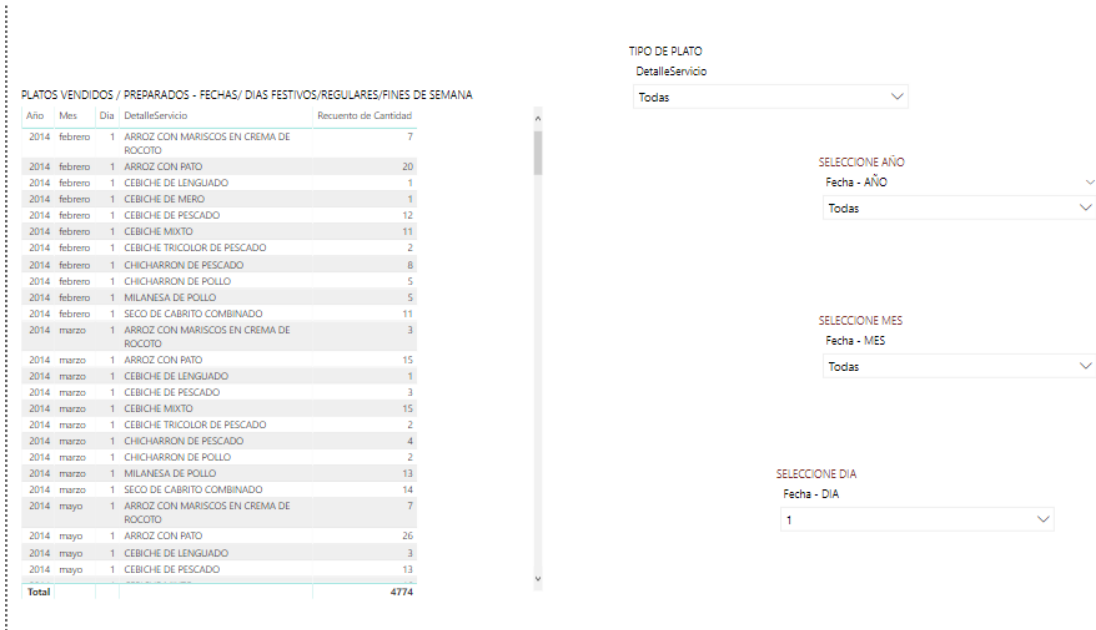 TIPO DE PLATO
DetalleServicio
Todas
PLATOS VENDIDOS / PREPARADOS - FECHAS/ DIAS FESTIVOS/REGULARES/FINES DE SEMANA
Año Mes Dia DetalleServicio Recuento de Cantidad
2014 febrero 1 ARROZ CON MARISCOS EN CREMA DE 7
ROCOTO
2014 febrero 1 ARROZ CON PATO 20
2014 febrero 1 CEBICHE DE LENGUADO 1
2014 febrero 1 CEBICHE DE MERO 1
2014 febrero 1 CEBICHE DE PESCADO 12
2014 febrero 1 CEBICHE MIXTO 11
2014 febrero 1 CEBICHE TRICOLOR DE PESCADO 2
2014 febrero 1 CHICHARRON DE PESCADO 8
2014 febrero 1 CHICHARRON DE POLLO 5
2014 febrero 1 MILANESA DE POLLO 5
2014 febrero 1 SECO DE CABRITO COMBINADO 11
2014 marzo 1 ARROZ CON MARISCOS EN CREMA DE 3
ROCOTO
2014 marzo 1 ARROZ CON PATO 15
2014 marzo 1 CEBICHE DE LENGUADO 1
2014 marzo 1 CEBICHE DE PESCADO 3
2014 marzo 1 CEBICHE MIXTO 15
2014 marzo 1 CEBICHE TRICOLOR DE PESCADO 2
2014 marzo 1 CHICHARRON DE PESCADO 4
2014 marzo 1 CHICHARRON DE POLLO 2
2014 marzo 1 MILANESA DE POLLO 13
2014 marzo 1 SECO DE CABRITO COMBINADO 14
2014 mayo 1 ARROZ CON MARISCOS EN CREMA DE 7
ROCOTO
2014 mayo 1 ARROZ CON PATO 26
2014 mayo 1 CEBICHE DE LENGUADO 3
2014 mayo 1 CEBICHE DE PESCADO 13
Total 4774
SELECCIONE AÑO
Fecha - AÑO
Todas
SELECCIONE MES
Fecha - MES
Todas
SELECCIONE DIA
Fecha - DIA
1